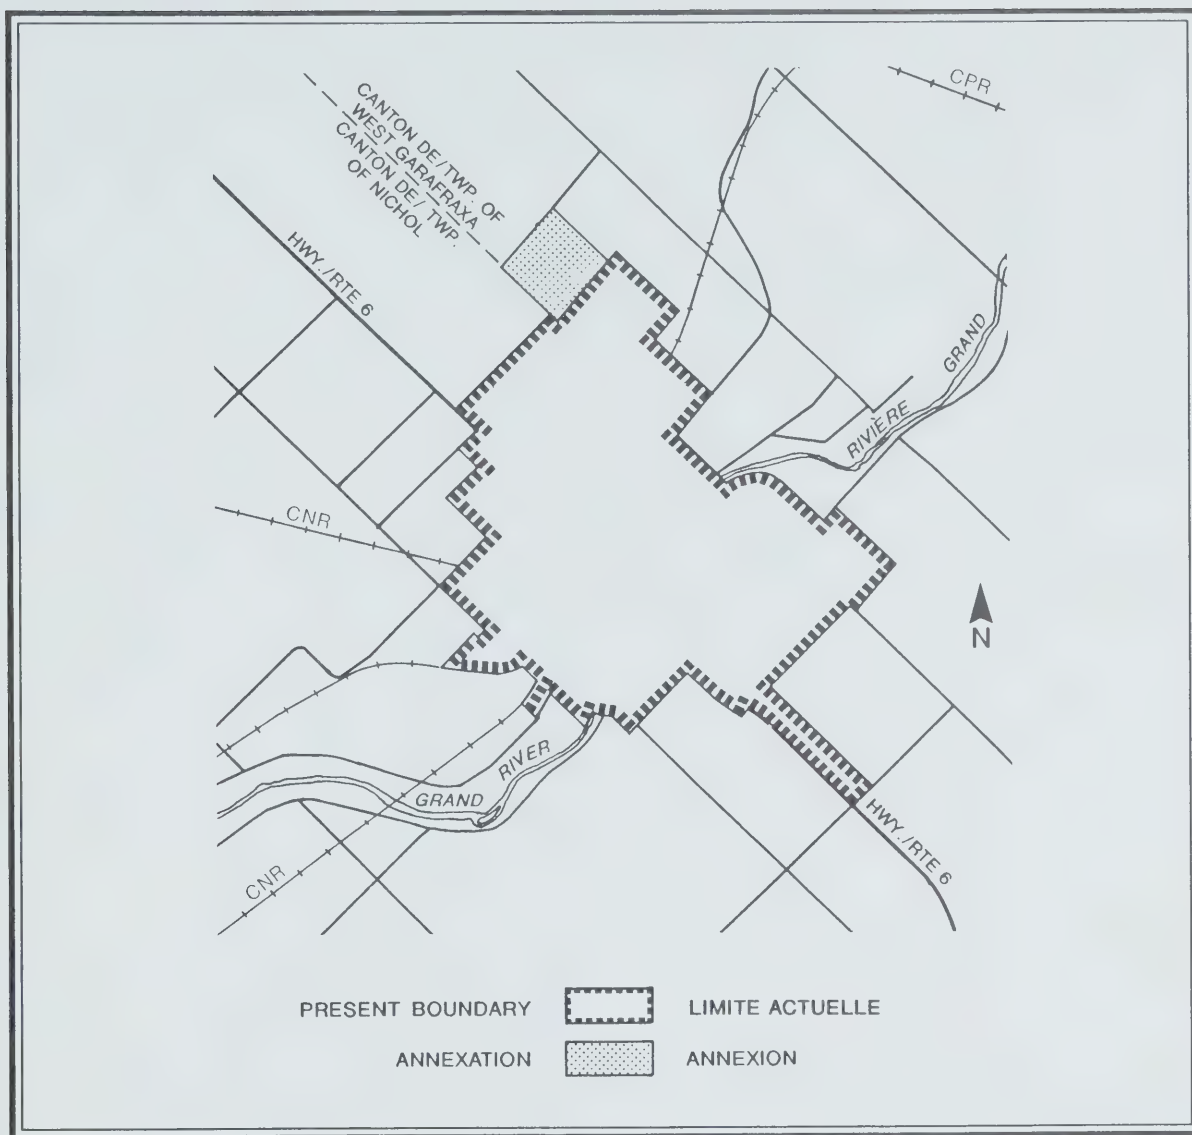 CPR
CANTON DE/TWP. OF
WEST GARAFRAXA
CANTON DE/ TWP.
OF NICHOL
HWY./RTE 6
GRAND
RIVIÈRE
CNR
N
RIVER
GRAND
HWY./RTE 6
CNR
PRESENT BOUNDARY LIMITE ACTUELLE
ANNEXATION ANNEXION